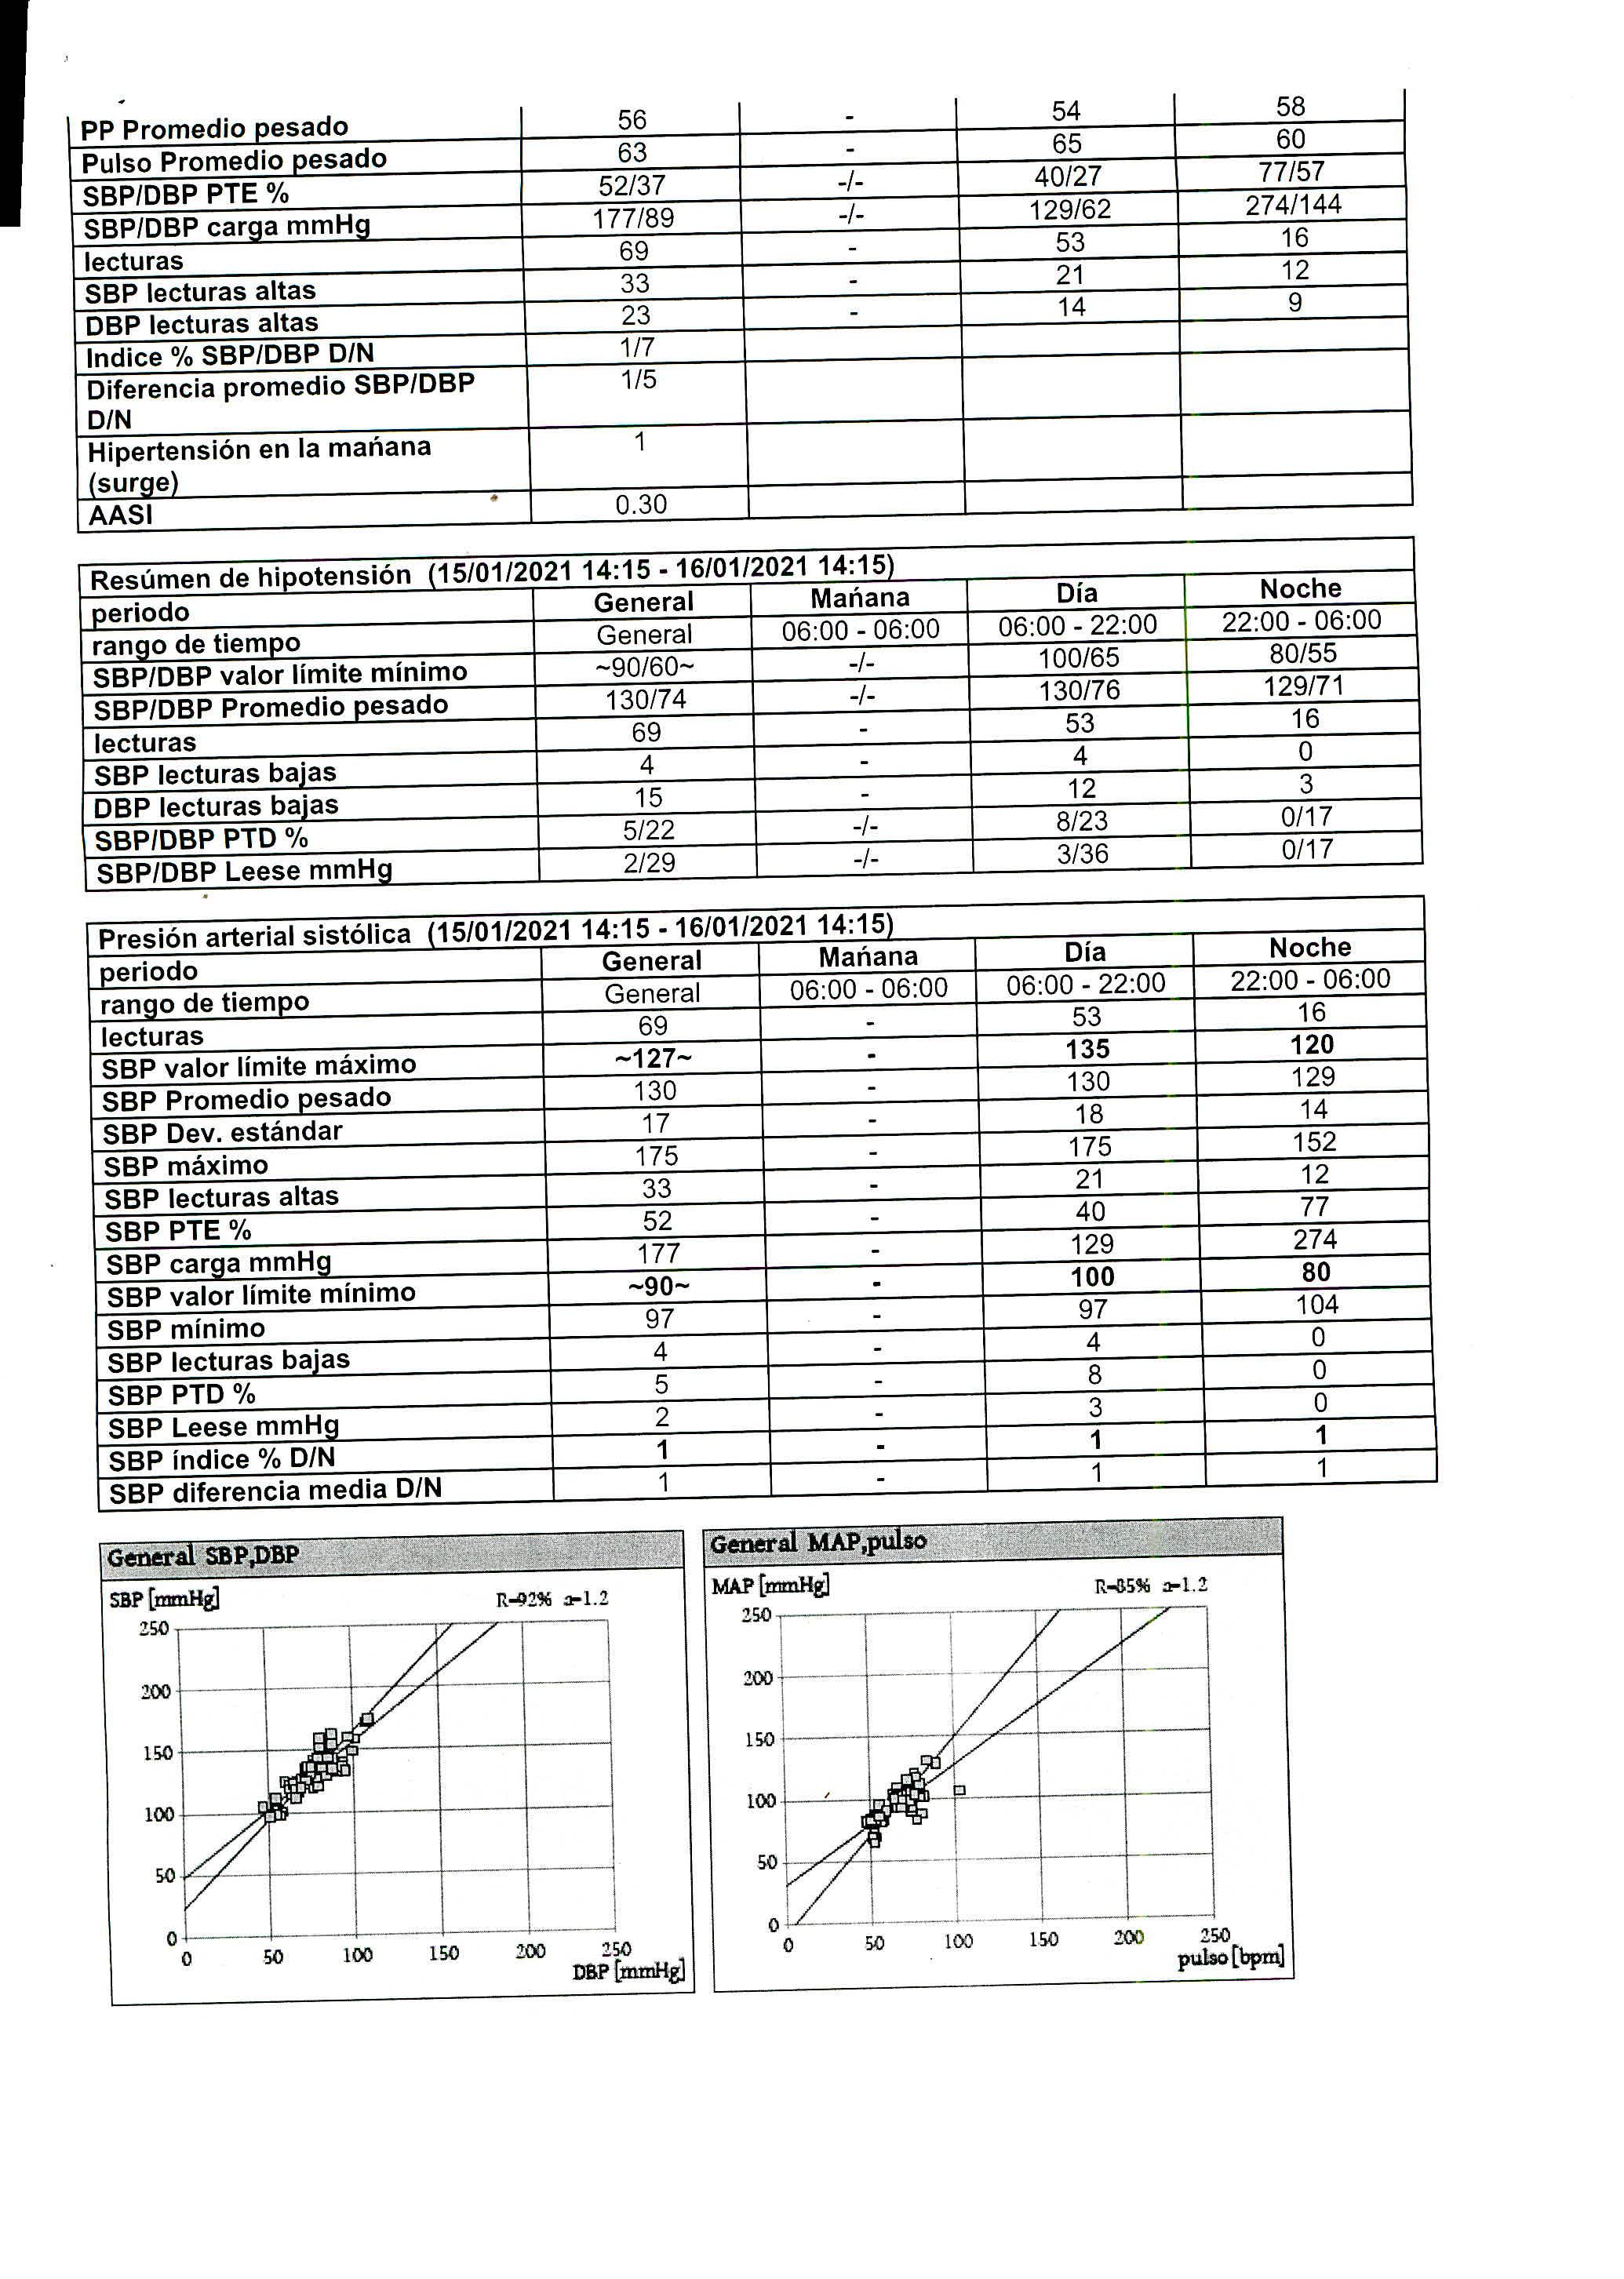 PP Promedio pesado 56 - 54 58
Pulso Promedio pesado 63 - 65 60
SBP/DBP PTE % 52/37 -/- 40/27 77/57
SBP/DBP carga mmHg 177/89 -/- 129/62 274/144
lecturas 69 - 53 16
SBP lecturas altas 33 - 21 12
DBP lecturas altas 23 - 14 9
Indice % SBP/DBP D/N 1/7
Diferencia promedio SBP/DBP 1/5
D/N
Hipertensión en la mańana 1
(surge)
AASI 0.30
Resúmen de hipotensión (15/01/2021 14:15 - 16/01/2021 14:15)
periodo General Mańana Día Noche
rango de tiempo General 06:00 - 06:00 06:00 - 22:00 22:00 - 06:00
SBP/DBP valor límite mínimo ~90/60~ -/- 100/65 80/55
SBP/DBP Promedio pesado 130/74 -/- 130/76 129/71
lecturas 69 - 53 16
SBP lecturas bajas 4 - 4 0
DBP lecturas bajas 15 - 12 3
SBP/DBP PTD % 5/22 -/- 8/23 0/17
SBP/DBP Leese mmHg 2/29 -/- 3/36 0/17
Presión arterial sistólica (15/01/2021 14:15 - 16/01/2021 14:15)
periodo General Mańana Día Noche
rango de tiempo General 06:00 - 06:00 06:00 - 22:00 22:00 - 06:00
lecturas 69 - 53 16
SBP valor límite máximo ~127~ - 135 120
SBP Promedio pesado 130 - 130 129
SBP Dev. estándar 17 - 18 14
SBP máximo 175 - 175 152
SBP lecturas altas 33 - 21 12
SBP PTE % 52 - 40 77
SBP carga mmHg 177 - 129 274
SBP valor límite mínimo ~90~ - 100 80
SBP mínimo 97 - 97 104
SBP lecturas bajas 4 - 4 0
SBP PTD % 5 - 8 0
SBP Leese mmHg 2 - 3 0
SBP índice % D/N 1 - 1 1
SBP diferencia media D/N 1 - 1 1
General SBP,DBP
SBP [mmHg] R=92% a=1.2
250
200
150
100
50
0
0 50 100 150 200 250
DBP [mmHg]
General MAP,pulso
MAP [mmHg] R=85% a=1.2
250
200
150
100
50
0
0 50 100 150 200 250
pulso [bpm]